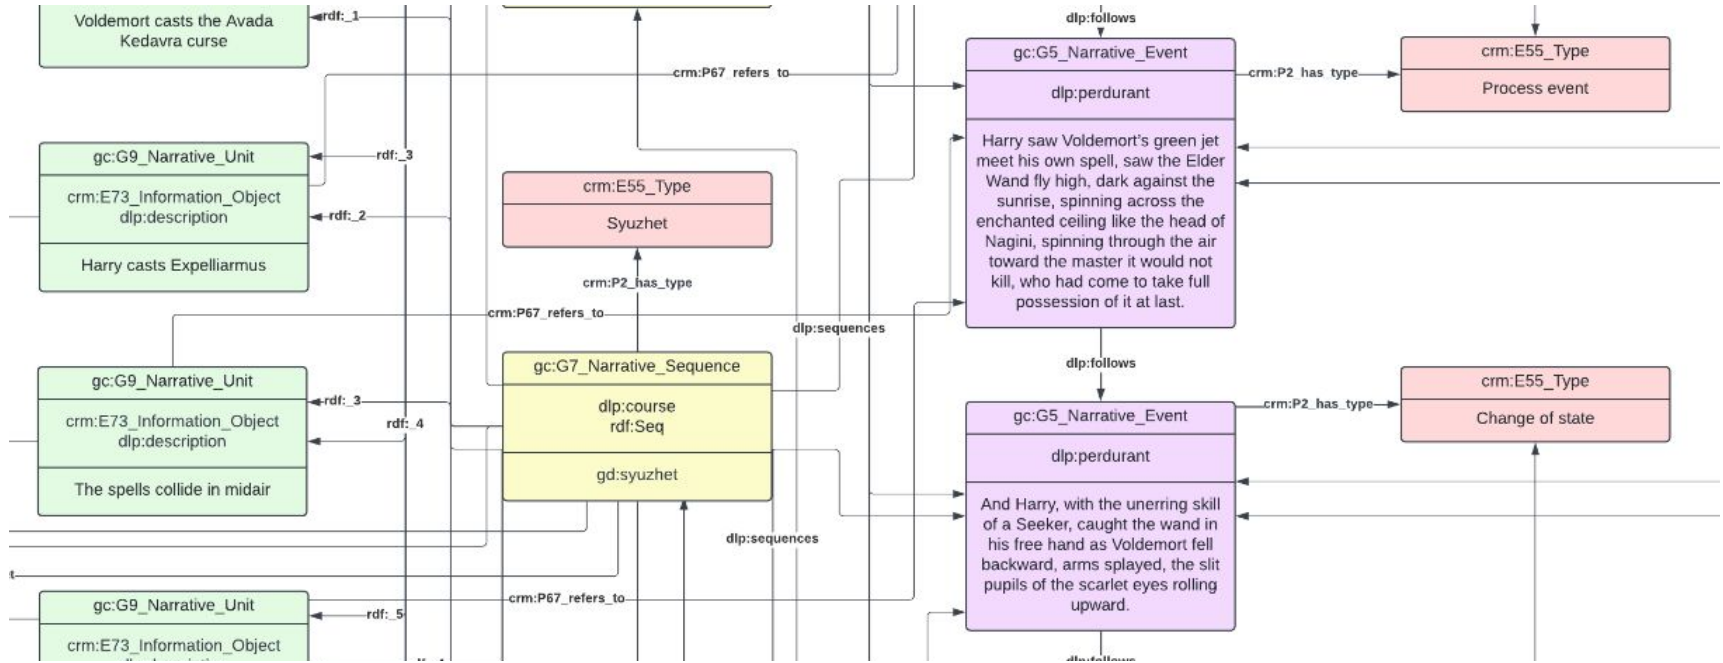 Voldemort casts the Avada
Kedavra curse
rdf:_1
crm:P67_refers_to
gc:G9_Narrative_Unit
crm:E73_Information_Object
dlp:description
Harry casts Expelliarmus
rdf:_3
rdf:_2
crm:E55_Type
Syuzhet
crm:P2_has_type
crm:P67_refers_to
dlp:sequences
gc:G9_Narrative_Unit
crm:E73_Information_Object
dlp:description
The spells collide in midair
rdf:_3
rdf:_4
gc:G7_Narrative_Sequence
dlp:course
rdf:Seq
gd:syuzhet
dlp:sequences
gc:G9_Narrative_Unit
crm:E73_Information_Object
rdf:_5
crm:P67_refers_to
dlp:follows
gc:G5_Narrative_Event
dlp:perdurant
Harry saw Voldemort's green jet
meet his own spell, saw the Elder
Wand fly high, dark against the
sunrise, spinning across the
enchanted ceiling like the head of
Nagini, spinning through the air
toward the master it would not
kill, who had come to take full
possession of it at last.
crm:P2_has_type
crm:E55_Type
Process event
dlp:follows
gc:G5_Narrative_Event
dlp:perdurant
And Harry, with the unerring skill
of a Seeker, caught the wand in
his free hand as Voldemort fell
backward, arms splayed, the slit
pupils of the scarlet eyes rolling
upward.
crm:P2_has_type
crm:E55_Type
Change of state
dlp:follows